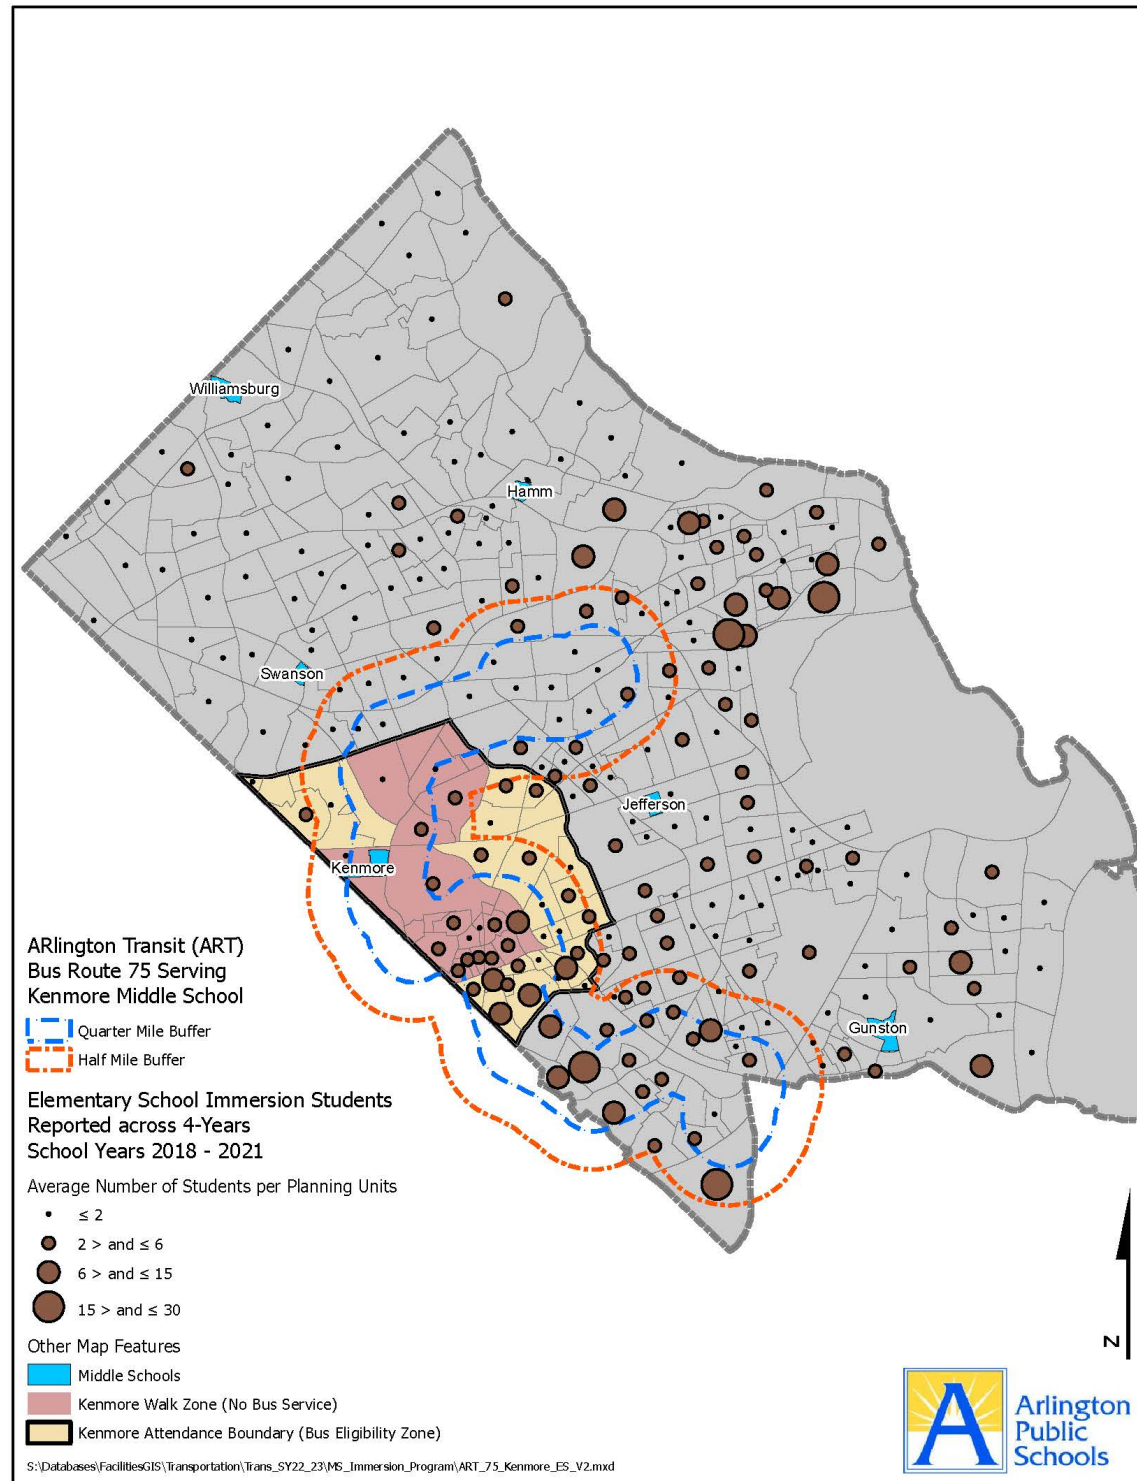 Williamsburg
Hamm
Swanson
Jefferson
Kenmore
Gunston
ARlington Transit (ART)
Bus Route 75 Serving
Kenmore Middle School
Quarter Mile Buffer
Half Mile Buffer
Elementary School Immersion Students
Reported across 4-Years
School Years 2018 - 2021
Average Number of Students per Planning Units
≤ 2
2 > and ≤ 6
6 > and ≤ 15
15 > and ≤ 30
Other Map Features
Middle Schools
Kenmore Walk Zone (No Bus Service)
Kenmore Attendance Boundary (Bus Eligibility Zone)
S:\Databases\FacilitiesGIS\Transportation\Trans_SY22_23\MS_Immersion_Program\ART_75_Kenmore_ES_V2.mxd
N
A
Arlington
Public
Schools